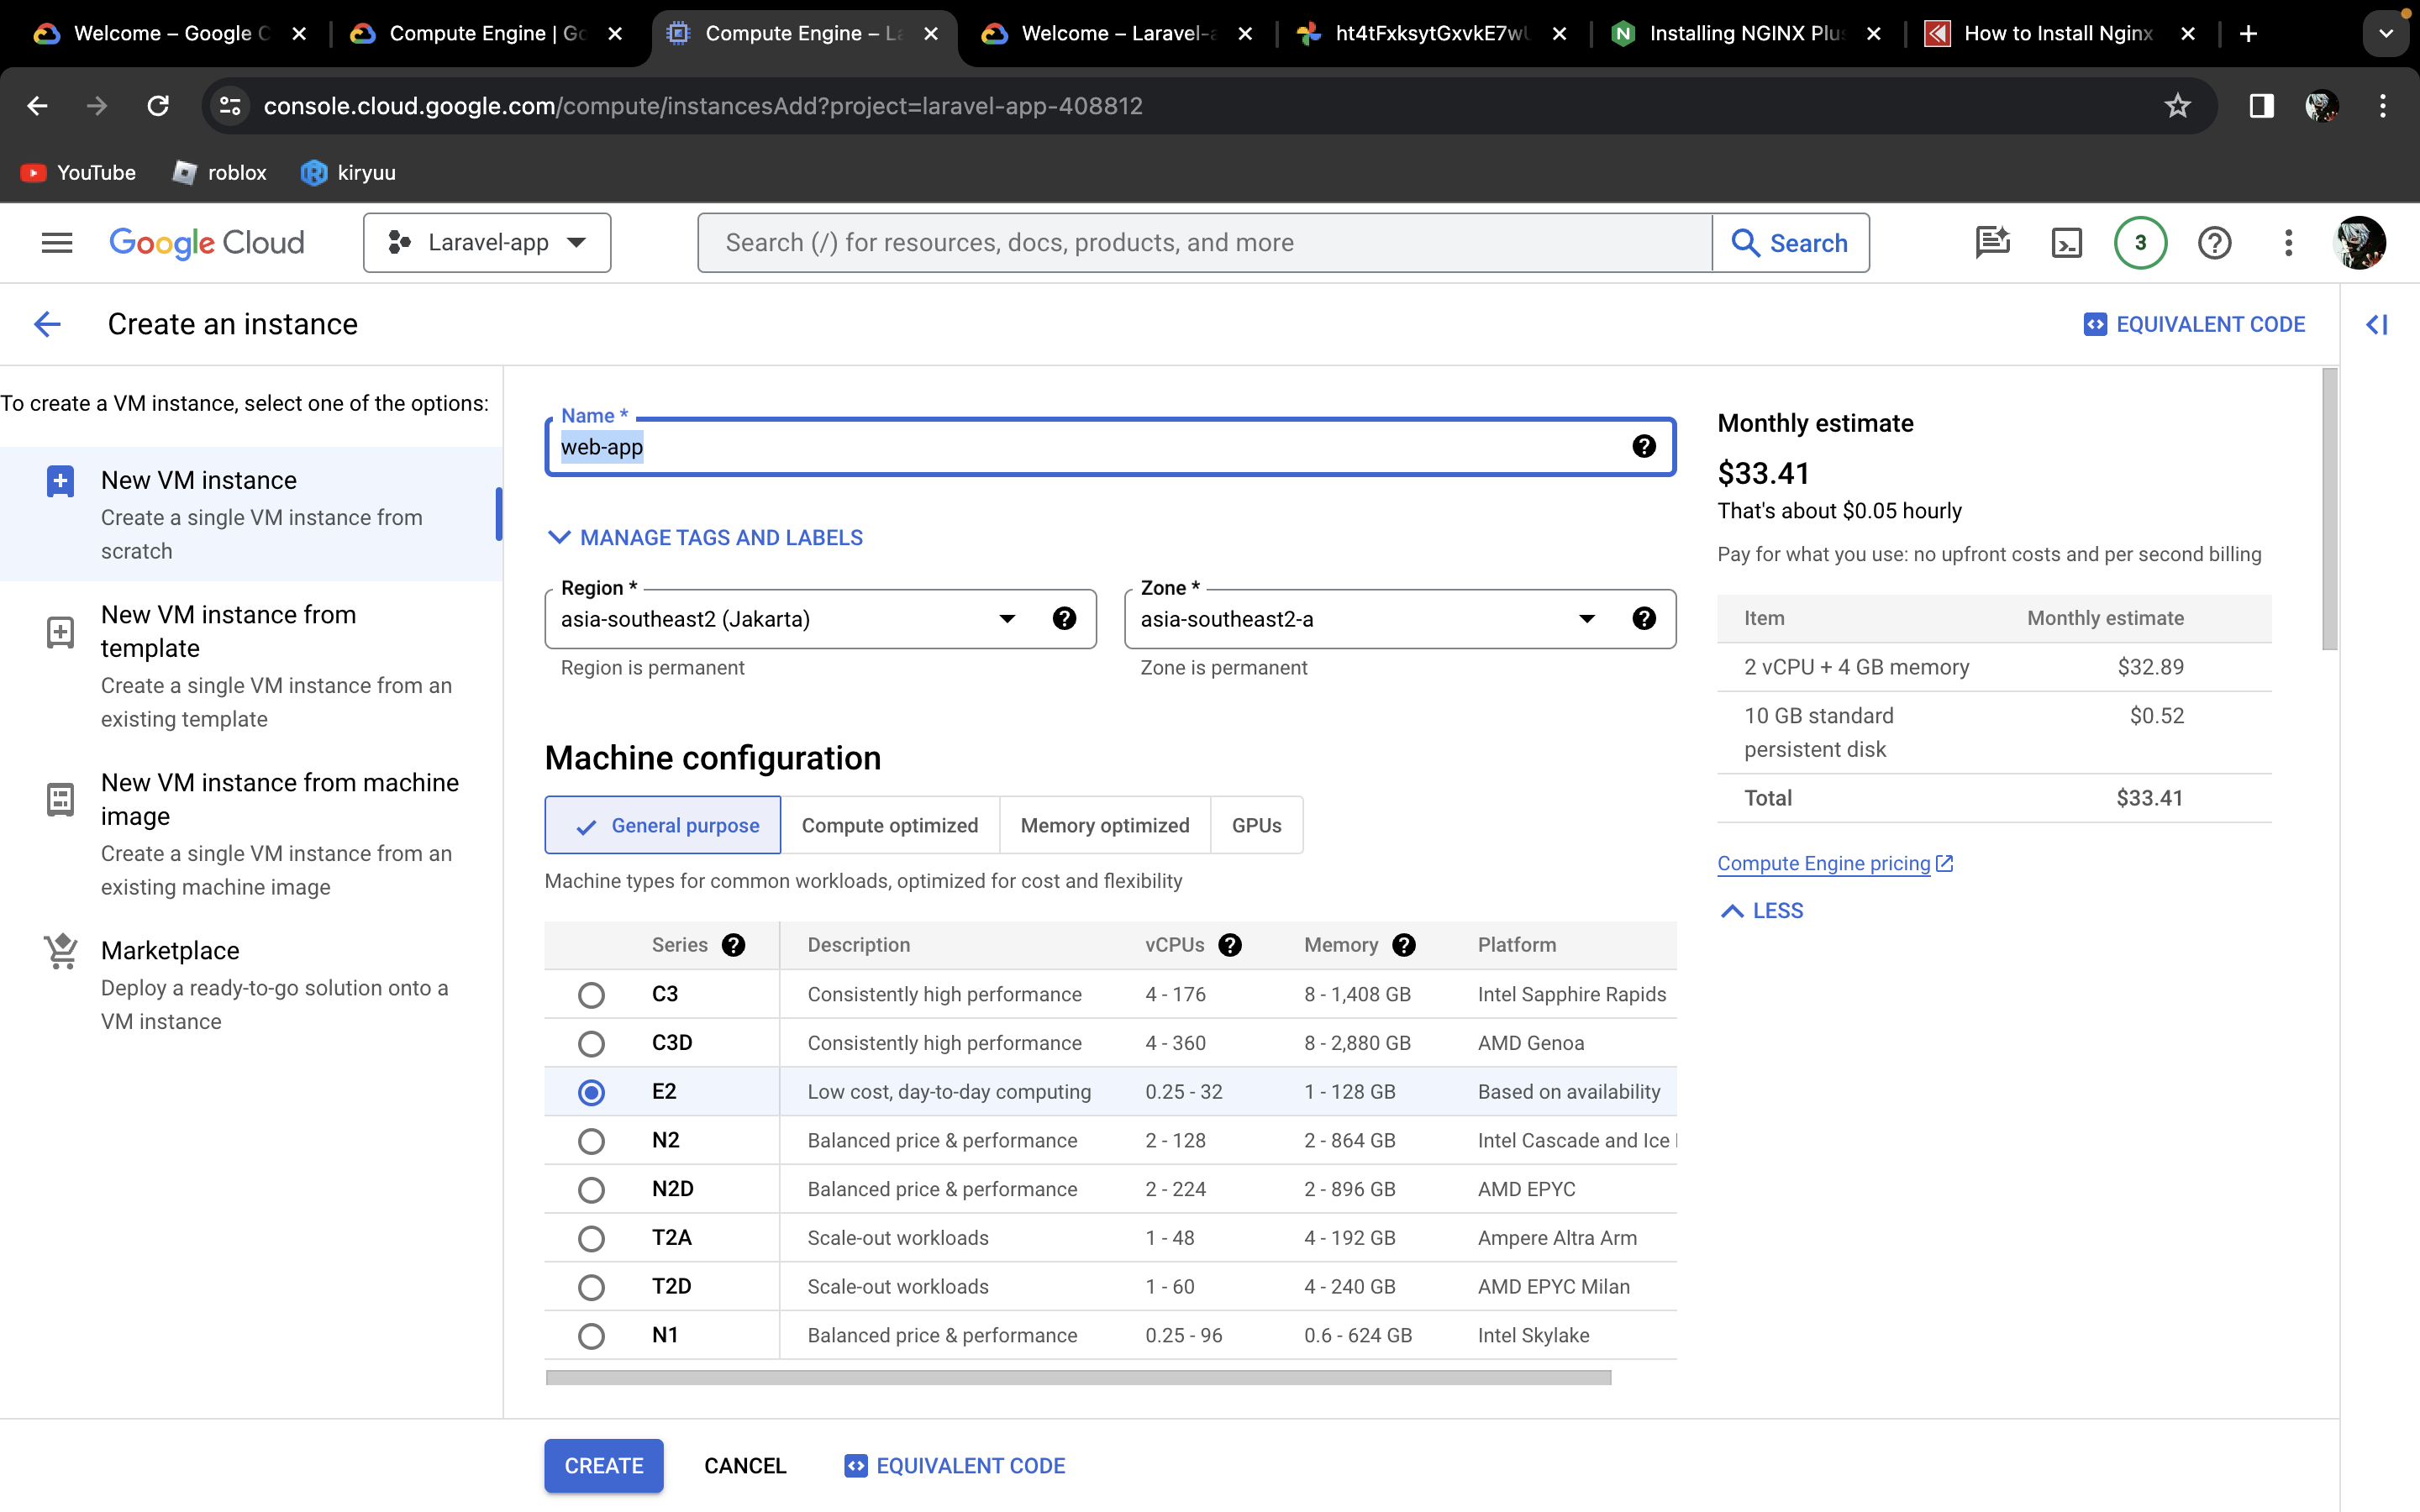 Welcome – Google C
Compute Engine | Go
Compute Engine – La
Welcome – Laravel-a
ht4tFxksytGxvkE7wU
Installing NGINX Plus
How to Install Nginx
console.cloud.google.com/compute/instancesAdd?project=laravel-app-408812
YouTube
roblox
kiryuu
Google Cloud
Laravel-app
Search (/) for resources, docs, products, and more
Search
3
Create an instance
EQUIVALENT CODE
To create a VM instance, select one of the options:
New VM instance
Create a single VM instance from
scratch
New VM instance from
template
Create a single VM instance from an
existing template
New VM instance from machine
image
Create a single VM instance from an
existing machine image
Marketplace
Deploy a ready-to-go solution onto a
VM instance
Name *
web-app
MANAGE TAGS AND LABELS
Region *
asia-southeast2 (Jakarta)
Region is permanent
Zone *
asia-southeast2-a
Zone is permanent
Machine configuration
General purpose
Compute optimized
Memory optimized
GPUs
Machine types for common workloads, optimized for cost and flexibility
Series Description vCPUs Memory Platform
C3 Consistently high performance 4 - 176 8 - 1,408 GB Intel Sapphire Rapids
C3D Consistently high performance 4 - 360 8 - 2,880 GB AMD Genoa
E2 Low cost, day-to-day computing 0.25 - 32 1 - 128 GB Based on availability
N2 Balanced price & performance 2 - 128 2 - 864 GB Intel Cascade and Ice
N2D Balanced price & performance 2 - 224 2 - 896 GB AMD EPYC
T2A Scale-out workloads 1 - 48 4 - 192 GB Ampere Altra Arm
T2D Scale-out workloads 1 - 60 4 - 240 GB AMD EPYC Milan
N1 Balanced price & performance 0.25 - 96 0.6 - 624 GB Intel Skylake
Monthly estimate
$33.41
That's about $0.05 hourly
Pay for what you use: no upfront costs and per second billing
Item Monthly estimate
2 vCPU + 4 GB memory $32.89
10 GB standard $0.52
persistent disk
Total $33.41
Compute Engine pricing
LESS
CREATE
CANCEL
EQUIVALENT CODE